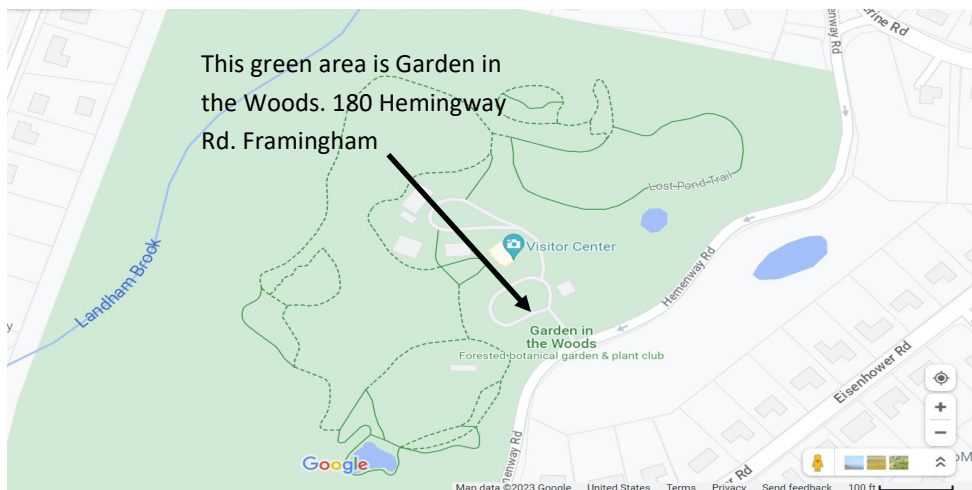 This green area is Garden in
the Woods. 180 Hemingway
Rd. Framingham
Lost Pond Trail
Visitor Center
Hemenway Rd
Landham Brook
Garden in
the Woods
Forested botanical garden & plant club
Eisenhower Rd
Google
Map data ©2023 Google United States Terms Privacy Send feedback 100 ft